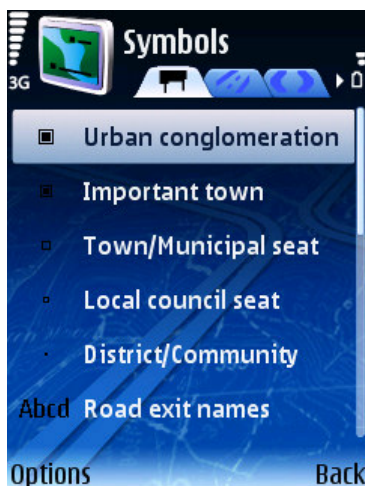 Symbols
3G
Urban conglomeration
Important town
Town/Municipal seat
Local council seat
District/Community
Abcd Road exit names
Options Back